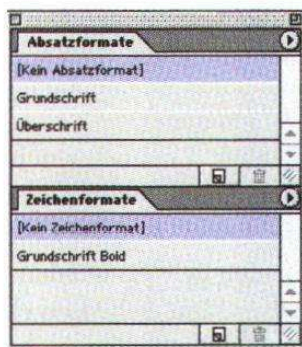 Absatzformate
[Kein Absatzformat]
Grundschrift
Überschrift
Zeichenformate
[Kein Zeichenformat]
Grundschrift Bold